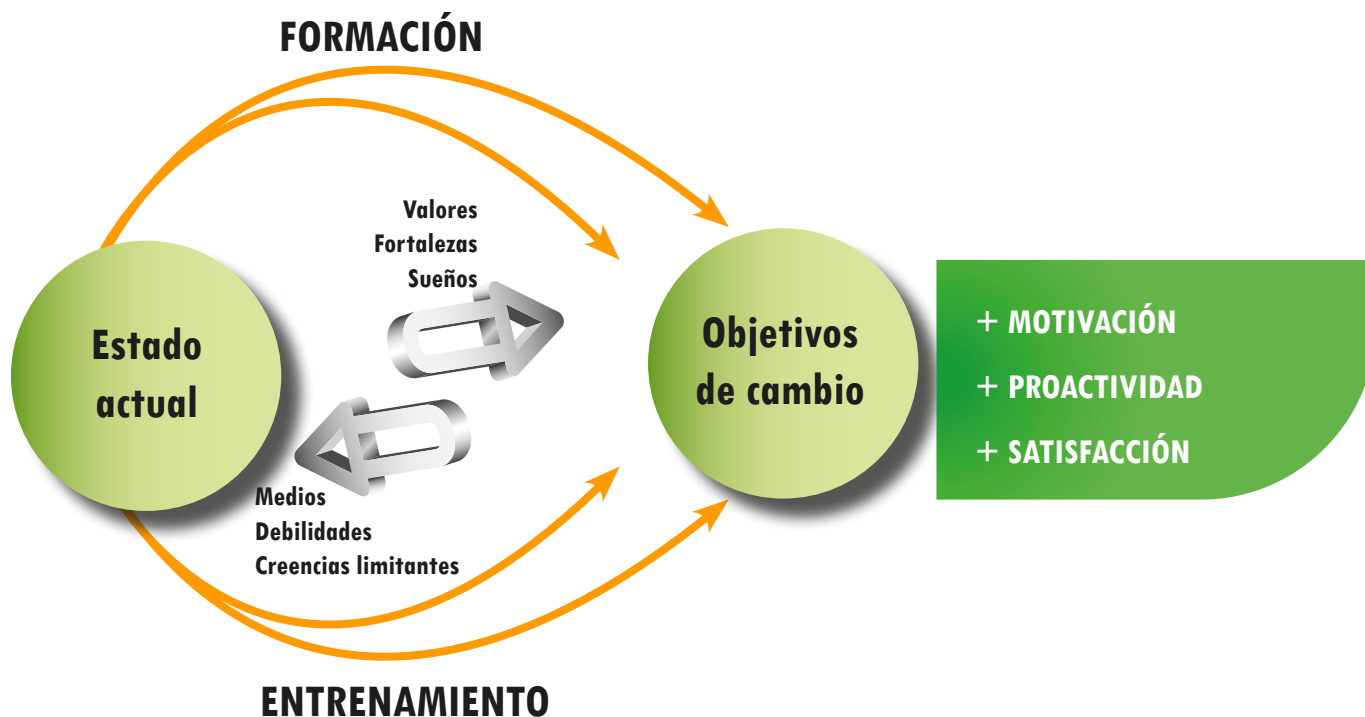 FORMACIÓN
Valores
Fortalezas
Sueños
Estado
actual
Objetivos
de cambio
+ MOTIVACIÓN
+ PROACTIVIDAD
+ SATISFACCIÓN
Medios
Debilidades
Creencias limitantes
ENTRENAMIENTO